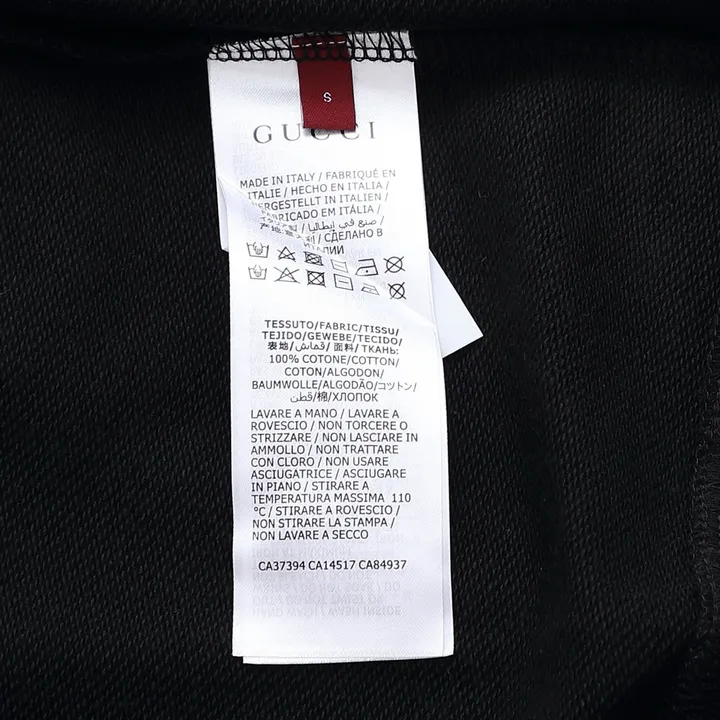 S
GUCCI
MADE IN ITALY / FABRIQUÉ EN
ITALIE / HECHO EN ITALIA /
HERGESTELLT IN ITALIEN /
FABRICADO EM ITÁLIA /
صنع في إيطاليا /
/ СДЕЛАНО В
ИТАЛИИ
TESSUTO/FABRIC/TISSU/
TEJIDO/GEWEBE/TECIDO/
表地/قماش/ 面料/ ТКАНЬ:
100% COTONE/COTTON/
COTON/ALGODON/
BAUMWOLLE/ALGODÃO/コツトン/
قطن/棉/ХЛОПОК
LAVARE A MANO / LAVARE A
ROVESCIO / NON TORCERE O
STRIZZARE / NON LASCIARE IN
AMMOLLO / NON TRATTARE
CON CLORO / NON USARE
ASCIUGATRICE / ASCIUGARE
IN PIANO / STIRARE A
TEMPERATURA MASSIMA 110
°C / STIRARE A ROVESCIO /
NON STIRARE LA STAMPA /
NON LAVARE A SECCO
CA37394 CA14517 CA84937